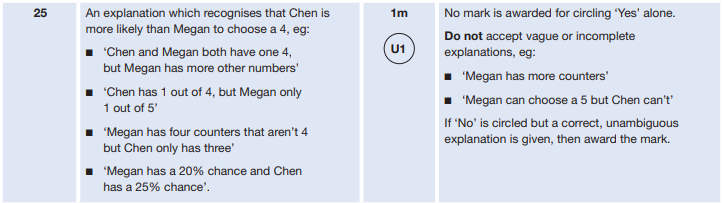 25
An explanation which recognises that Chen is
more likely than Megan to choose a 4, eg:
■ ‘Chen and Megan both have one 4,
but Megan has more other numbers’
■ ‘Chen has 1 out of 4, but Megan only
1 out of 5’
■ ‘Megan has four counters that aren’t 4
but Chen only has three’
■ ‘Megan has a 20% chance and Chen
has a 25% chance’.
1m
U1
No mark is awarded for circling ‘Yes’ alone.
Do not accept vague or incomplete
explanations, eg:
■ ‘Megan has more counters’
■ ‘Megan can choose a 5 but Chen can’t’
If ‘No’ is circled but a correct, unambiguous
explanation is given, then award the mark.